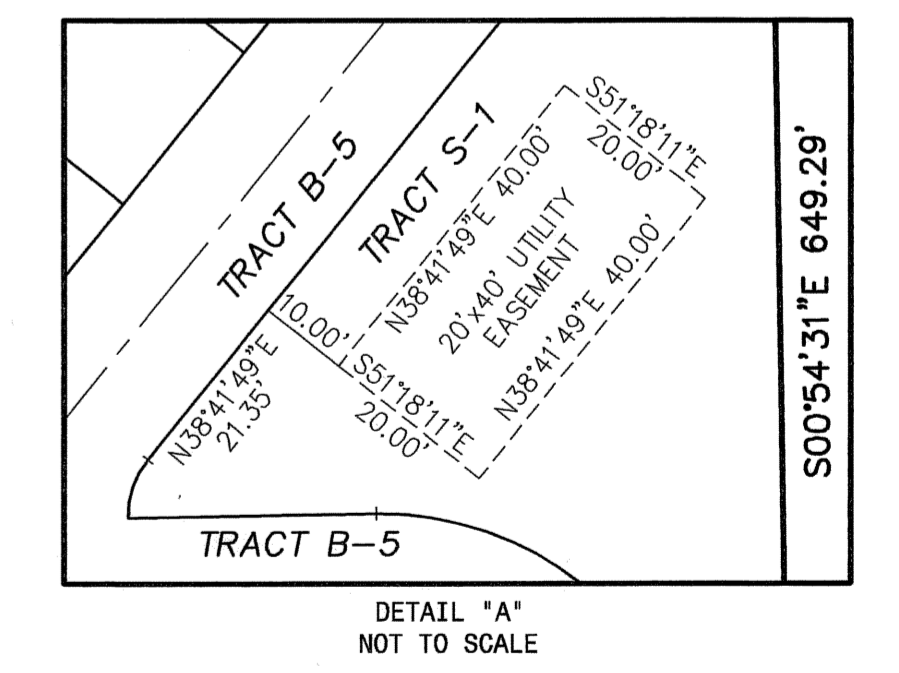 TRACT B-5
TRACT S-1
S51°18'11"E
20.00'
N38°41'49"E 40.00'
20'x40' UTILITY
EASEMENT
N38°41'49"E 40.00'
10.00'
S51°18'11"E
20.00'
N38°41'49"E
21.35'
TRACT B-5
S00°54'31"E 649.29'
DETAIL "A"
NOT TO SCALE